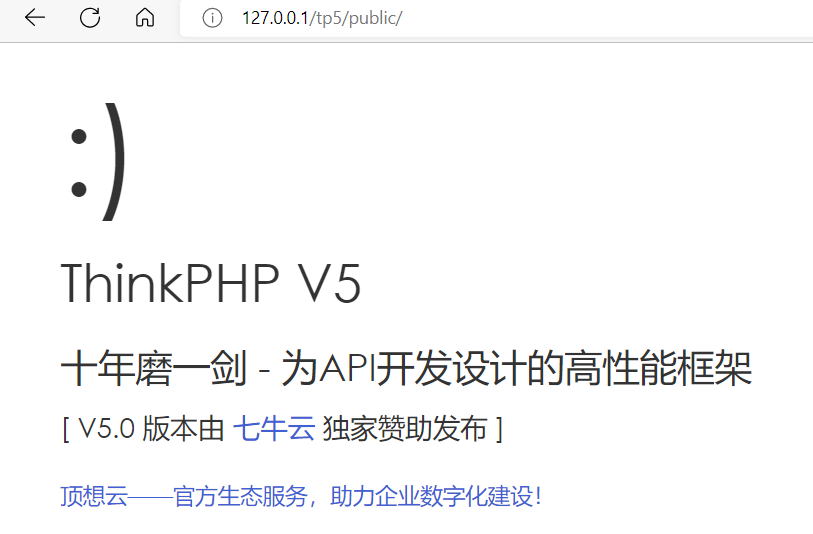 127.0.0.1/tp5/public/
:)
ThinkPHP V5
十年磨一剑 - 为API开发设计的高性能框架
[ V5.0 版本由 七牛云 独家赞助发布 ]
顶想云——官方生态服务，助力企业数字化建设！